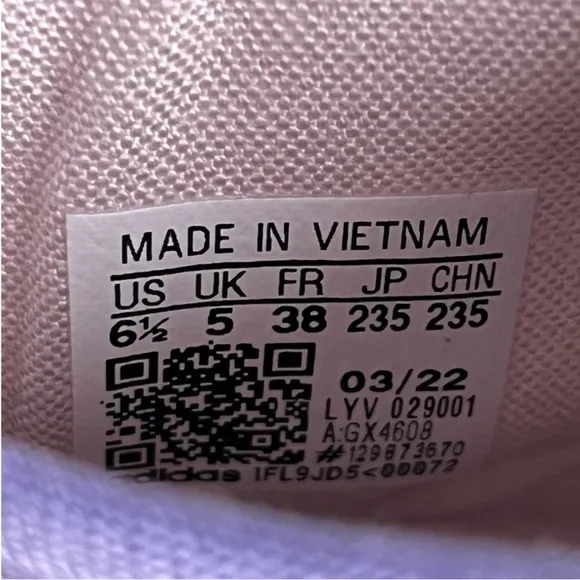 MADE IN VIETNAM
US UK FR JP CHN
6½ 5 38 235 235
03/22
LYV 029001
A:GX4608
#129873670
adidas IFL9JD5<00072